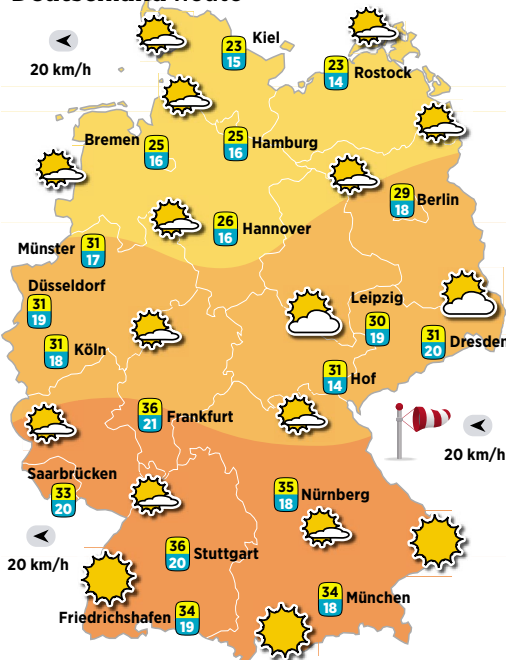 Deutschland heute
20 km/h
Kiel
23
15
Rostock
23
14
Bremen
25
16
Hamburg
25
16
Berlin
29
18
Hannover
26
16
Münster
31
17
Düsseldorf
31
19
Köln
31
18
Leipzig
30
19
Dresden
31
20
Hof
31
14
Frankfurt
36
21
20 km/h
Saarbrücken
33
20
Nürnberg
35
18
20 km/h
Stuttgart
36
20
München
34
18
Friedrichshafen
34
19